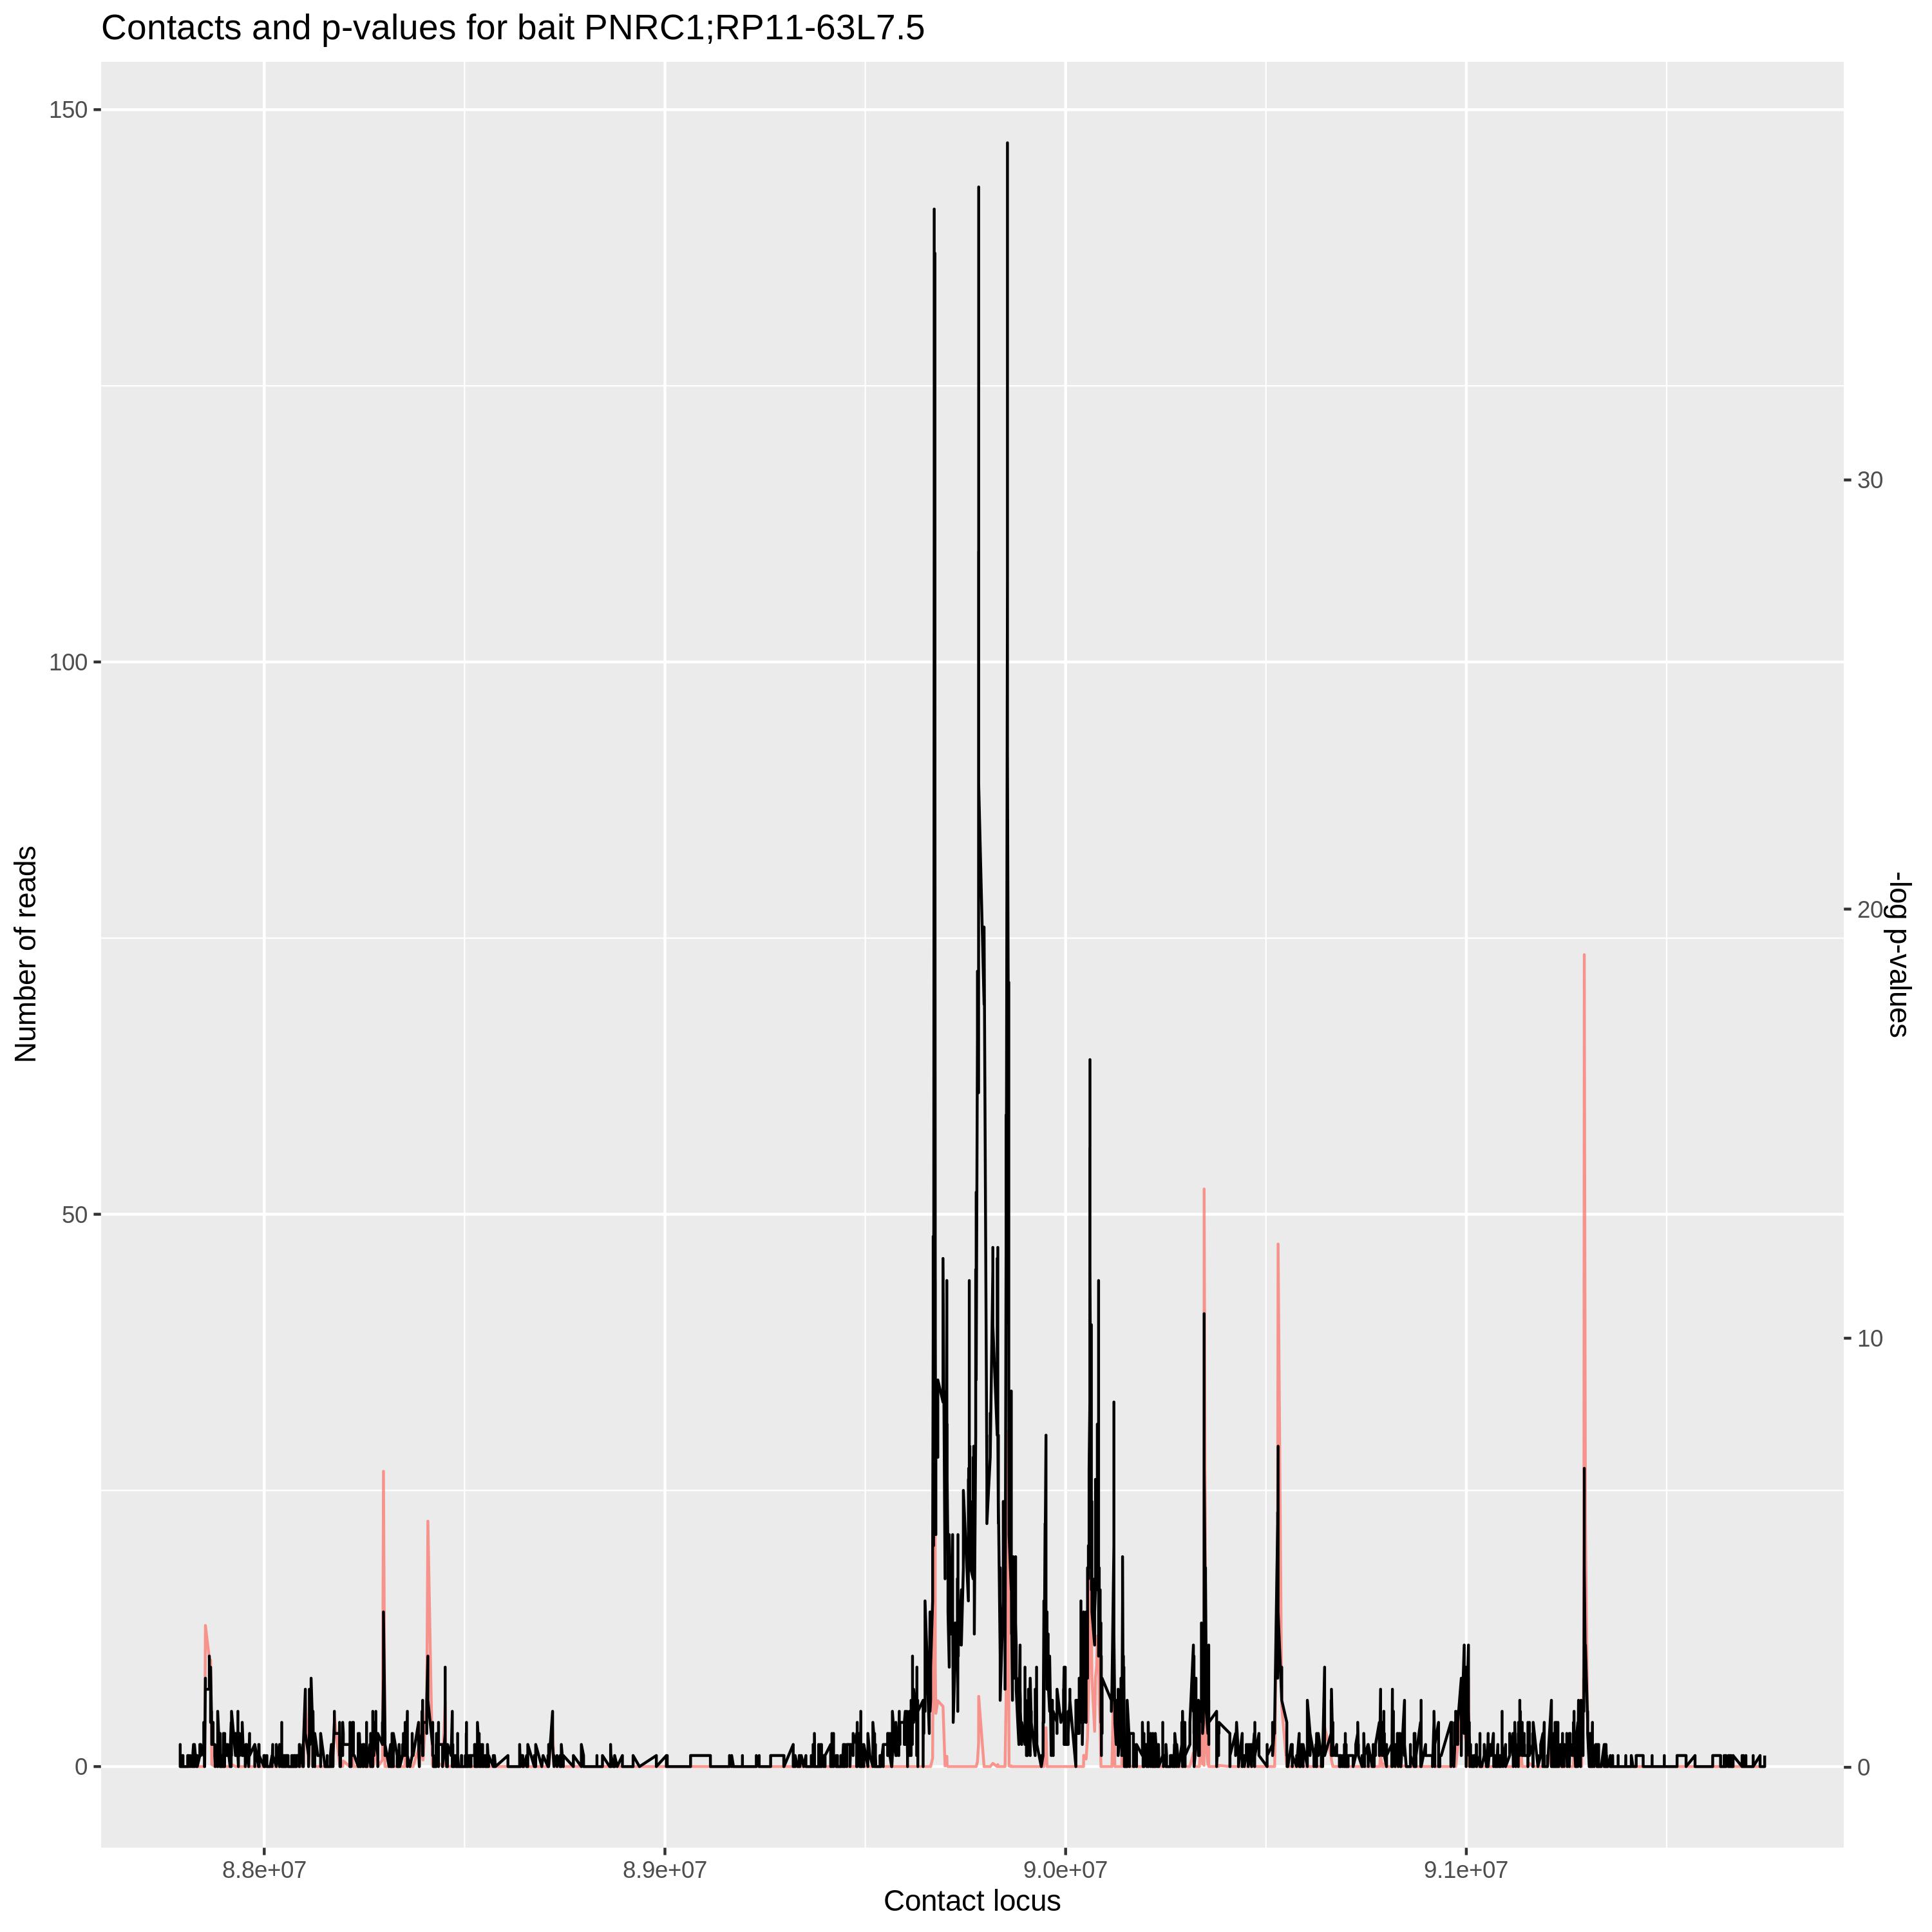 Contacts and p-values for bait PNRC1;RP11-63L7.5
150
100
50
0
Number of reads
30
20
10
0
-log p-values
8.8e+07
8.9e+07
9.0e+07
9.1e+07
Contact locus